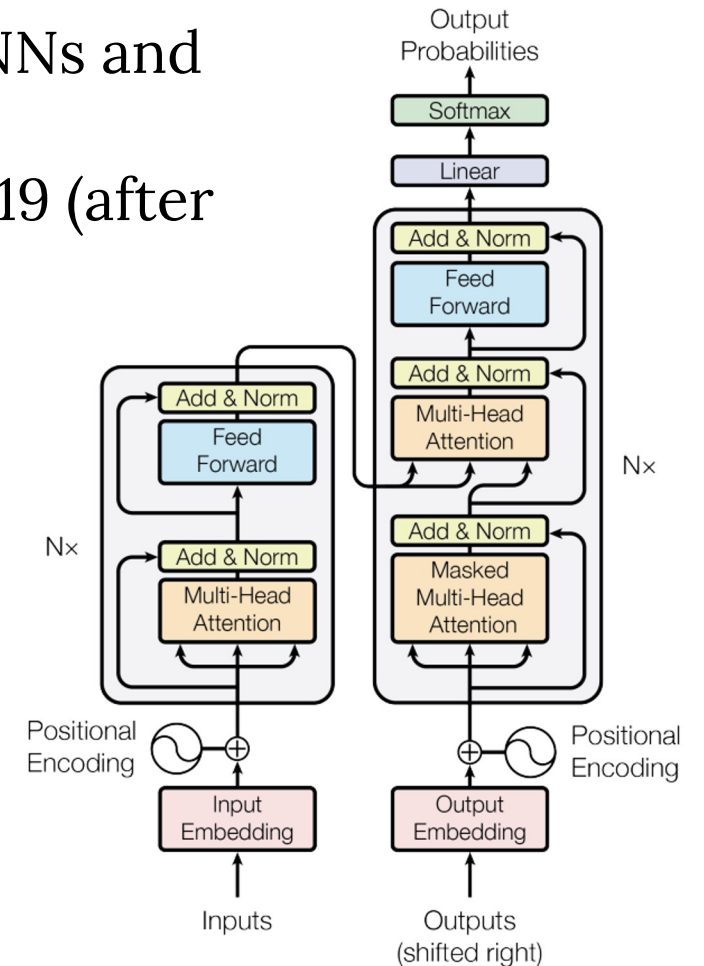 NNs and
19 (after
Output
Probabilities
Softmax
Linear
Add & Norm
Feed
Forward
Add & Norm
Multi-Head
Attention
Nx
Add & Norm
Masked
Multi-Head
Attention
Add & Norm
Feed
Forward
Nx
Add & Norm
Multi-Head
Attention
Positional
Encoding
Positional
Encoding
Input
Embedding
Output
Embedding
Inputs
Outputs
(shifted right)